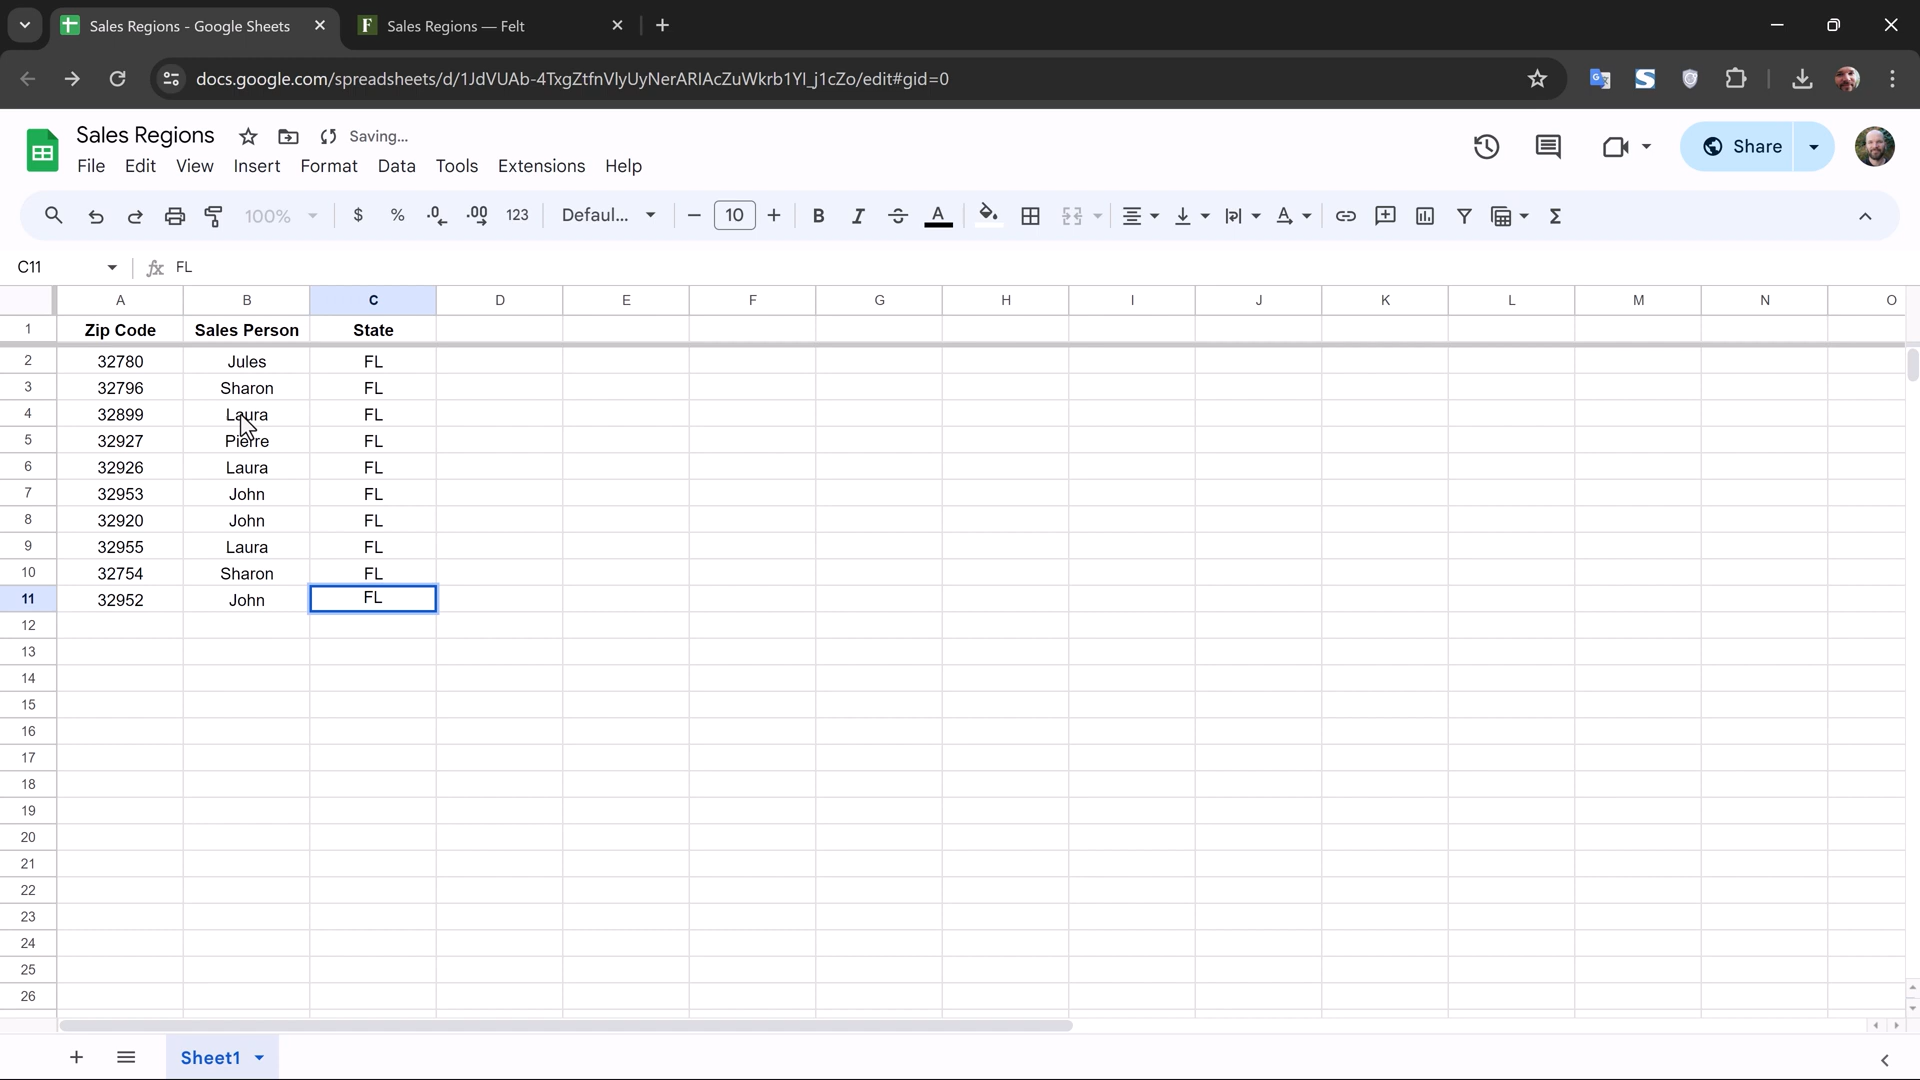 Sales Regions - Google Sheets
Sales Regions — Felt
docs.google.com/spreadsheets/d/1JdVUAb-4TxgZtfnVlyUyNerARIAcZuWkrb1YI_j1cZo/edit#gid=0
Sales Regions Saving...
File Edit View Insert Format Data Tools Extensions Help
Share
100% $ % .0 .00 123 Defaul... 10 B I A
C11 fx FL
A B C D E F G H I J K L M N O
1 Zip Code Sales Person State
2 32780 Jules FL
3 32796 Sharon FL
4 32899 Laura FL
5 32927 Pierre FL
6 32926 Laura FL
7 32953 John FL
8 32920 John FL
9 32955 Laura FL
10 32754 Sharon FL
11 32952 John FL
12
13
14
15
16
17
18
19
20
21
22
23
24
25
26
Sheet1